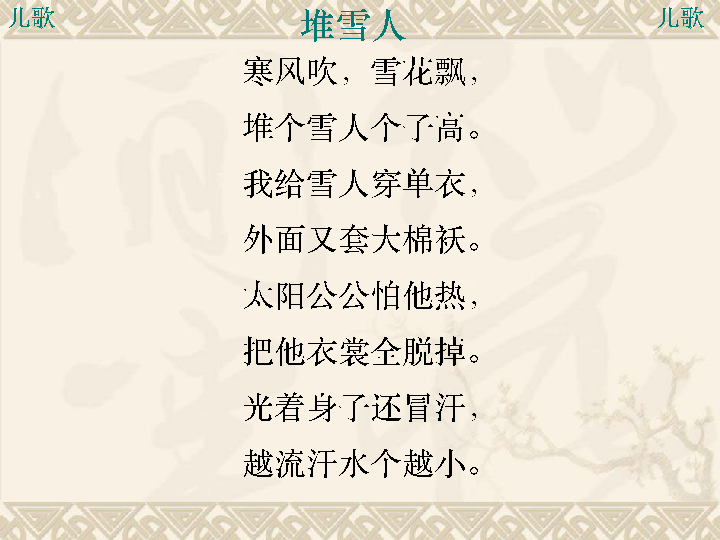 儿歌
堆雪人
儿歌
寒风吹，雪花飘，
堆个雪人个了高。
我给雪人穿单衣，
外面又套大棉袄。
太阳公公怕他热，
把他衣裳全脱掉。
光着身了还冒汗，
越流汗水个越小。